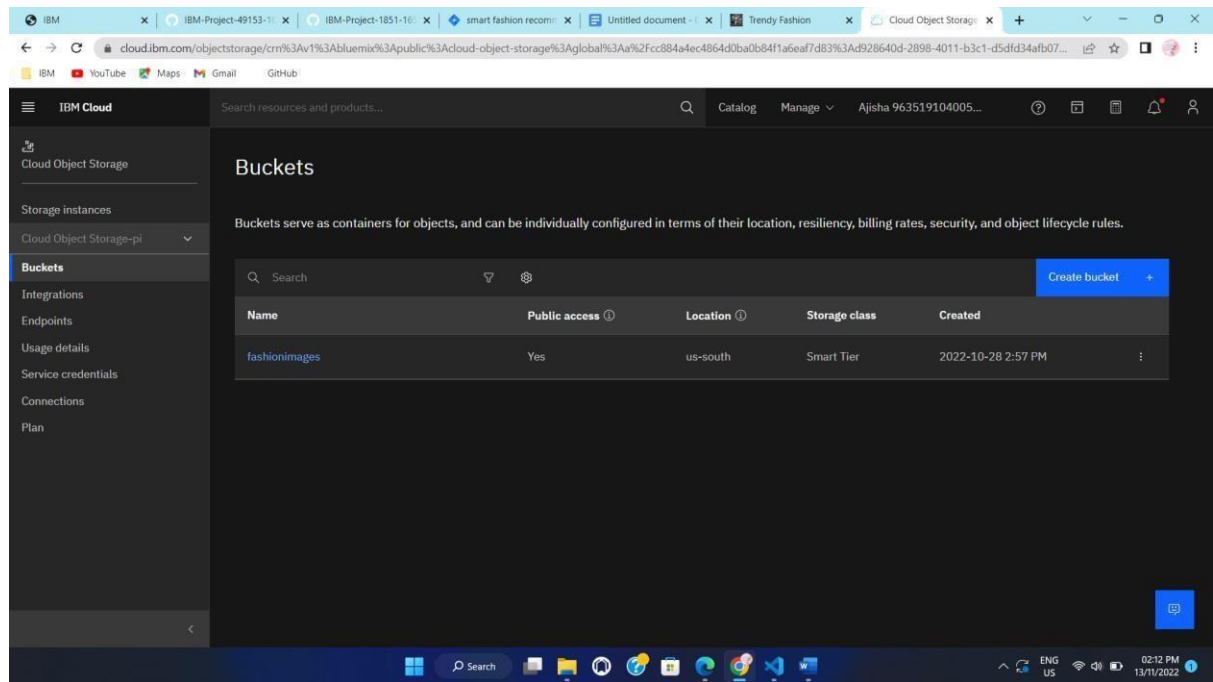 IBM
IBM-Project-49153-1
IBM-Project-1851-16
smart fashion recomm
Untitled document -
Trendy Fashion
Cloud Object Storage
cloud.ibm.com/objectstorage/crn%3Av1%3Abluemix%3Apublic%3Acloud-object-storage%3Aglobal%3Aa%2Fcc884a4ec4864d0ba0b84f1a6eaf7d83%3Ad928640d-2898-4011-b3c1-d5dfd34afb07...
IBM YouTube Maps Gmail GitHub
IBM Cloud Search resources and products... Catalog Manage Ajisha 963519104005...
Cloud Object Storage
Storage instances
Cloud Object Storage-pi
Buckets
Integrations
Endpoints
Usage details
Service credentials
Connections
Plan
Buckets
Buckets serve as containers for objects, and can be individually configured in terms of their location, resiliency, billing rates, security, and object lifecycle rules.
Search Create bucket +
Name Public access Location Storage class Created
fashionimages Yes us-south Smart Tier 2022-10-28 2:57 PM
Search
ENG
US
02:12 PM
13/11/2022
1